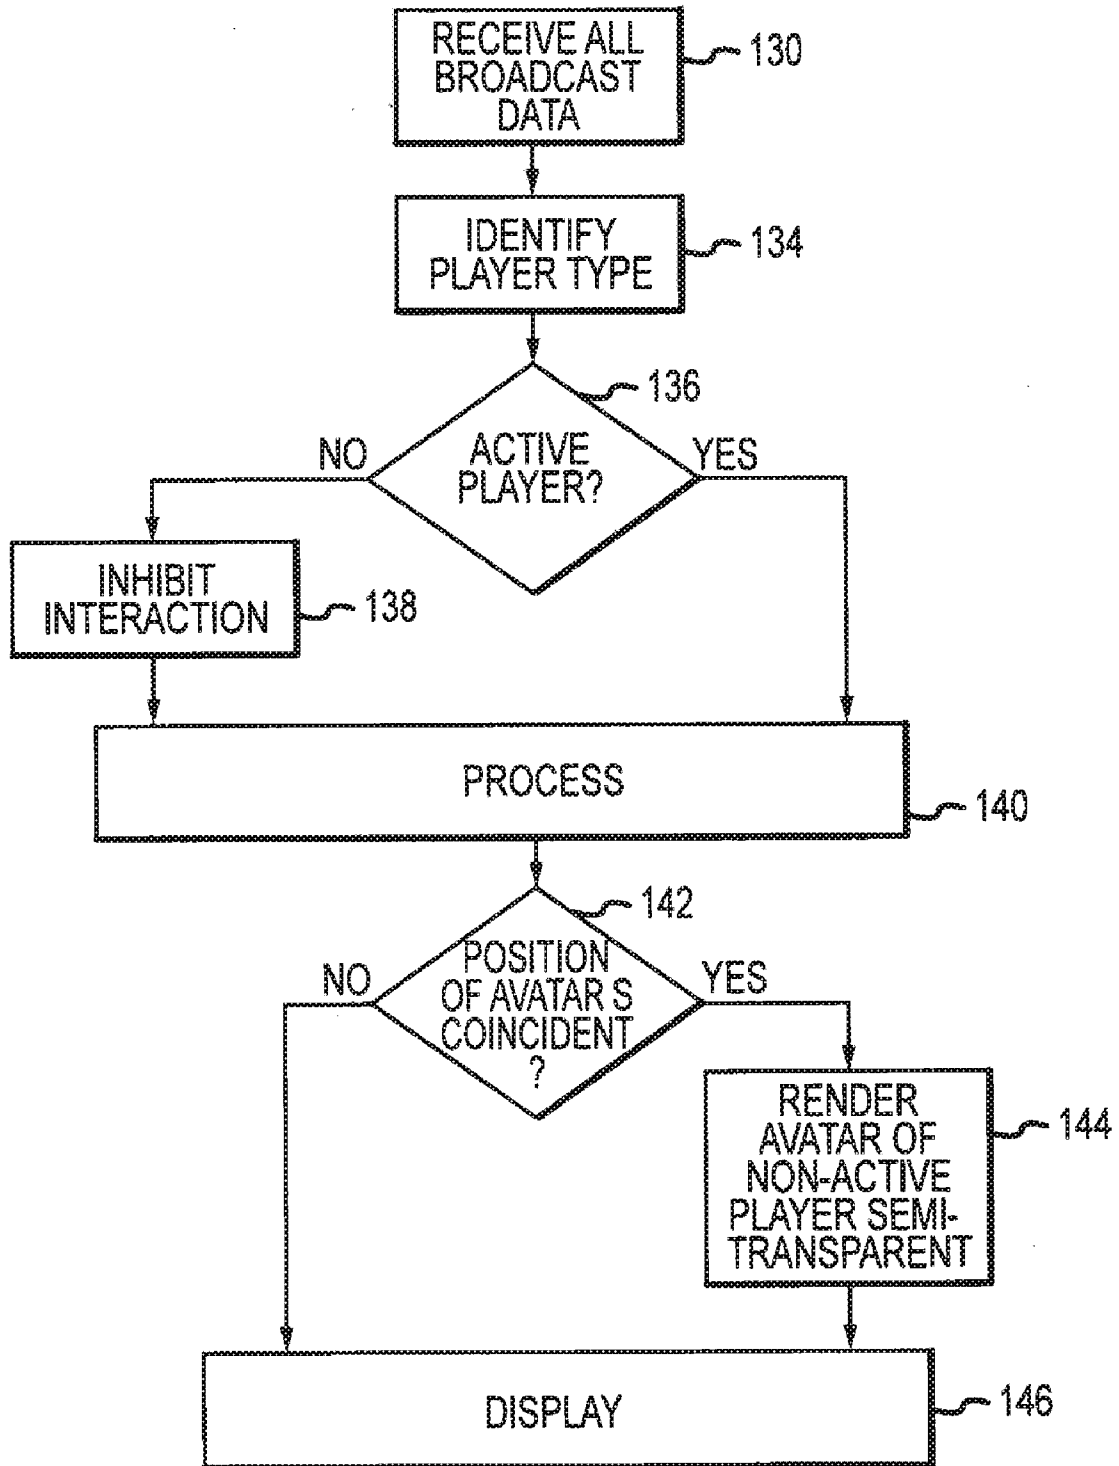 RECEIVE ALL
BROADCAST
DATA
130
IDENTIFY
PLAYER TYPE
134
136
ACTIVE
PLAYER?
NO
YES
INHIBIT
INTERACTION
138
PROCESS
140
142
POSITION
OF AVATAR S
COINCIDENT
?
NO
YES
RENDER
AVATAR OF
NON-ACTIVE
PLAYER SEMI-
TRANSPARENT
144
DISPLAY
146